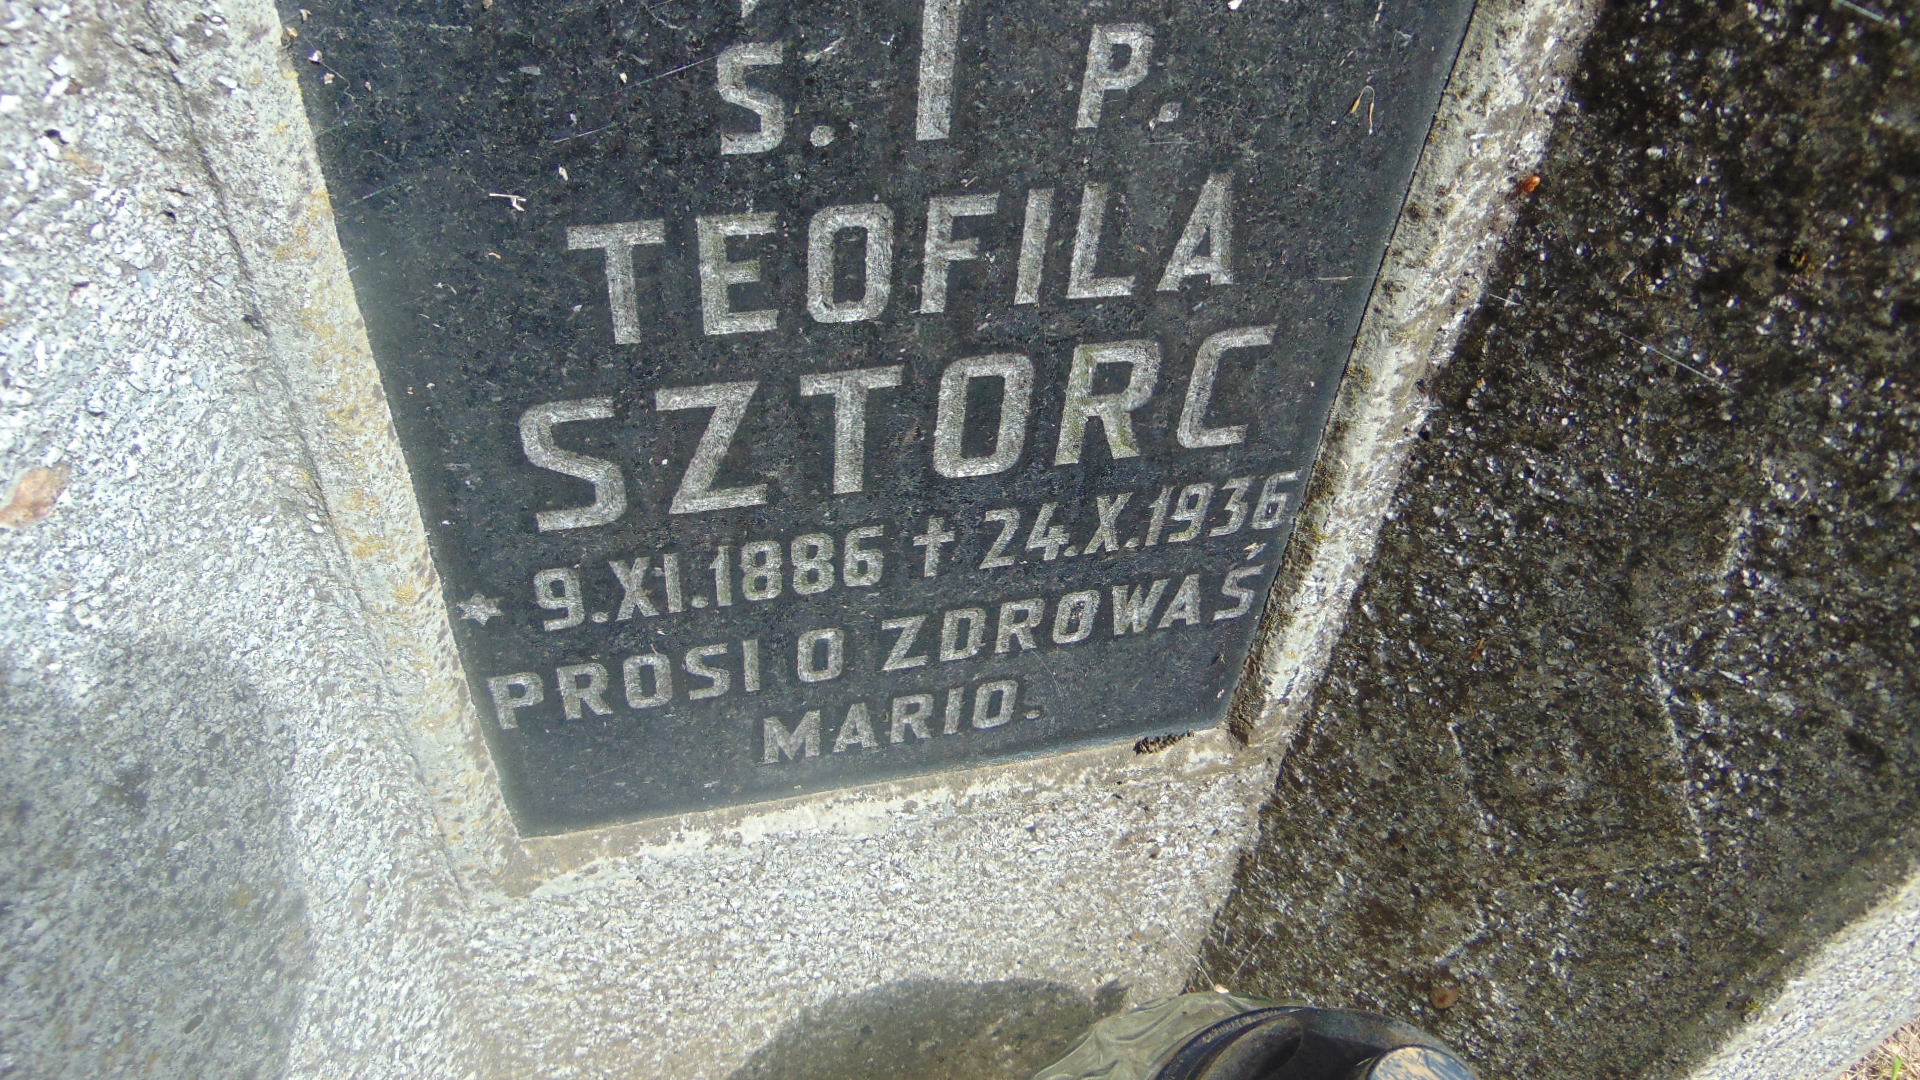 Ś. P.
TEOFILA
SZTORC
* 9.XI.1886 † 24.X.1936
PROSI O ZDROWAŚ
MARIO.